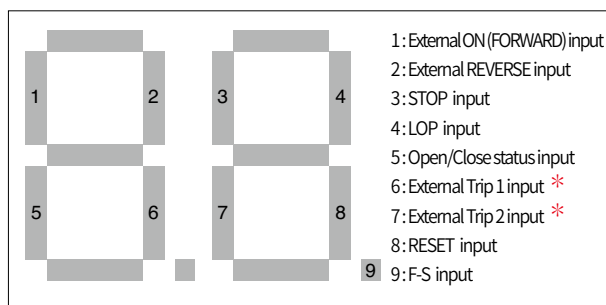 1 2 3 4
5 6 7 8
9
1:External ON (FORWARD) input
2:External REVERSE input
3:STOP input
4:LOP input
5:Open/Close status input
6:External Trip 1 input *
7:External Trip 2 input *
8:RESET input
9:F-S input